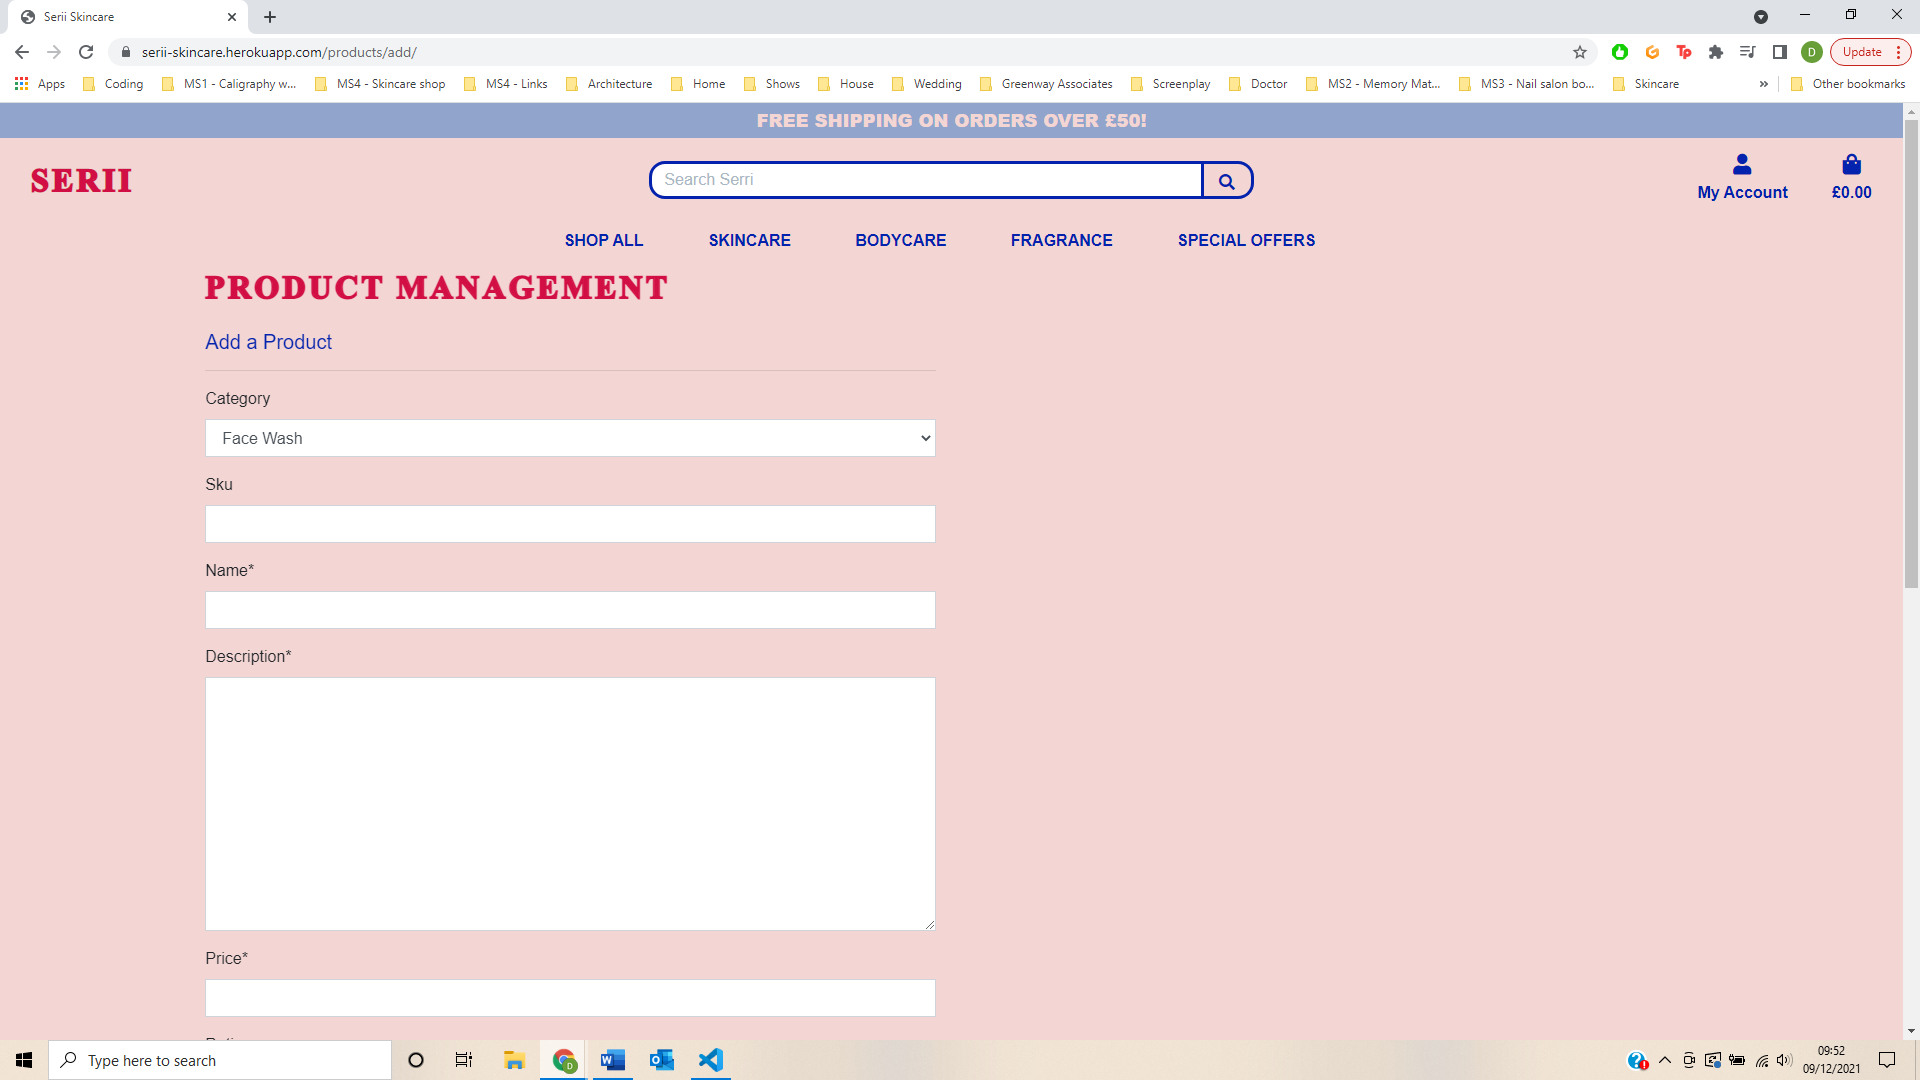 Serii Skincare
serii-skincare.herokuapp.com/products/add/
D
Update
Apps
Coding
MS1 - Caligraphy w...
MS4 - Skincare shop
MS4 - Links
Architecture
Home
Shows
House
Wedding
Greenway Associates
Screenplay
Doctor
MS2 - Memory Mat...
MS3 - Nail salon bo...
Skincare
»
Other bookmarks
FREE SHIPPING ON ORDERS OVER £50!
SERII
Search Serri
My Account
£0.00
SHOP ALL
SKINCARE
BODYCARE
FRAGRANCE
SPECIAL OFFERS
PRODUCT MANAGEMENT
Add a Product
Category
Face Wash
Sku
Name*
Description*
Price*
Type here to search
09:52
09/12/2021